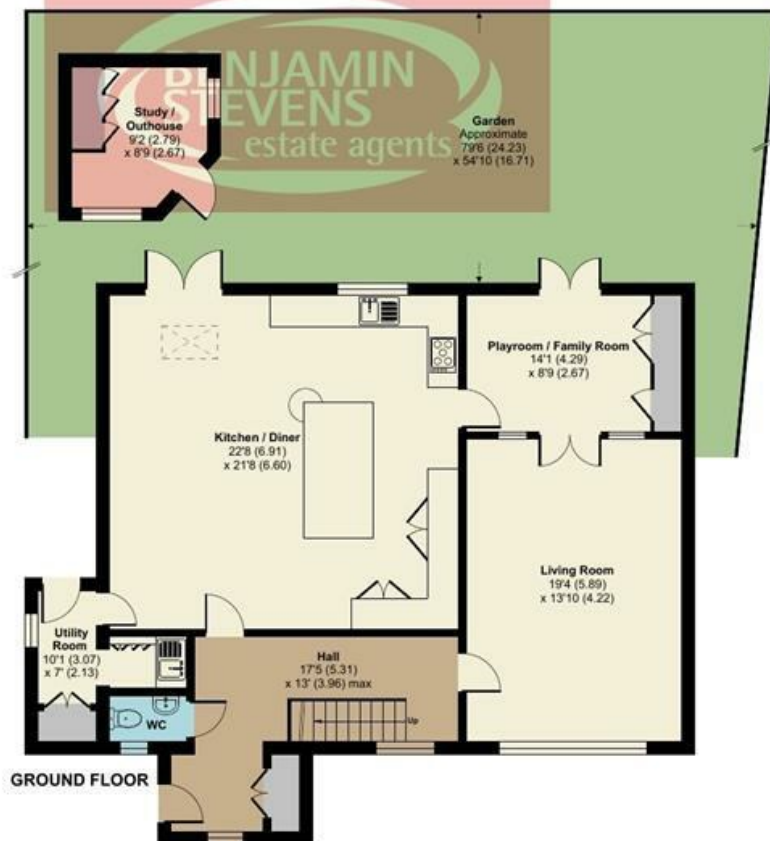 BENJAMIN
STEVENS
estate agents
Study /
Outhouse
9'2 (2.79)
x 8'9 (2.67)
Garden
Approximate
79'6 (24.23)
x 54'10 (16.71)
Playroom / Family Room
14'1 (4.29)
x 8'9 (2.67)
Kitchen / Diner
22'8 (6.91)
x 21'8 (6.60)
Living Room
19'4 (5.89)
x 13'10 (4.22)
Utility
Room
10'1 (3.07)
x 7' (2.13)
Hall
17'5 (5.31)
x 13' (3.96) max
WC
Up
GROUND FLOOR